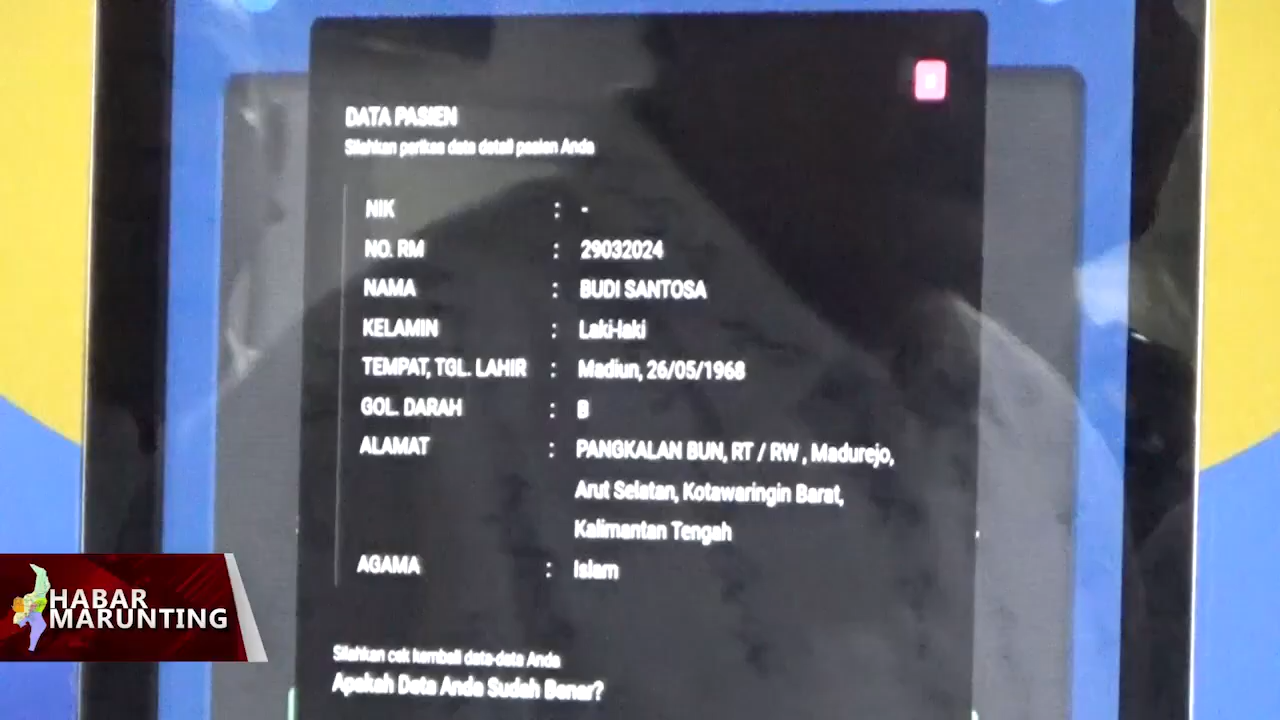 DATA PASIEN
Silahkan periksa data detail pasien Anda
NIK : -
NO. RM : 29032024
NAMA : BUDI SANTOSA
KELAMIN : Laki-laki
TEMPAT, TGL. LAHIR : Madiun, 26/05/1968
GOL. DARAH : B
ALAMAT : PANGKALAN BUN, RT / RW , Madurejo,
Arut Selatan, Kotawaringin Barat,
Kalimantan Tengah
AGAMA : Islam
Silahkan cek kembali data-data Anda
Apakah Data Anda Sudah Benar?
HABAR
MARUNTING